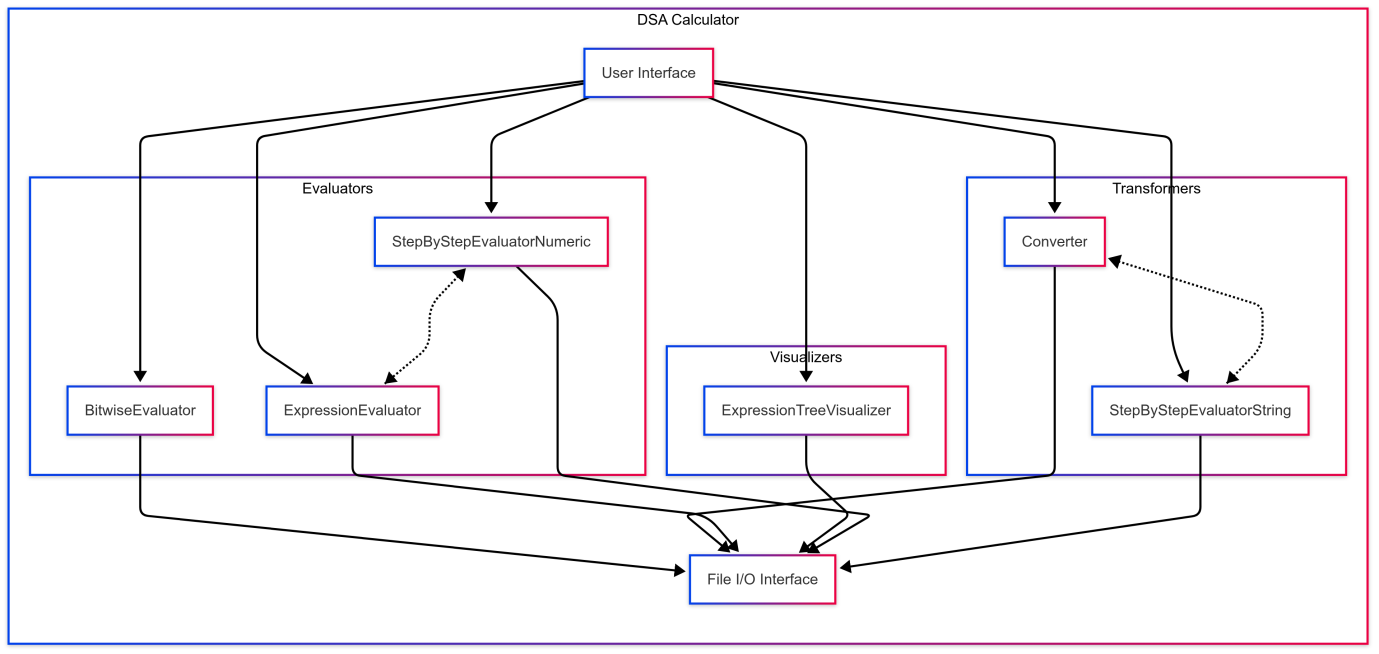 DSA Calculator
User Interface
Evaluators
Transformers
StepByStepEvaluatorNumeric
Converter
Visualizers
BitwiseEvaluator
ExpressionEvaluator
ExpressionTreeVisualizer
StepByStepEvaluatorString
File I/O Interface